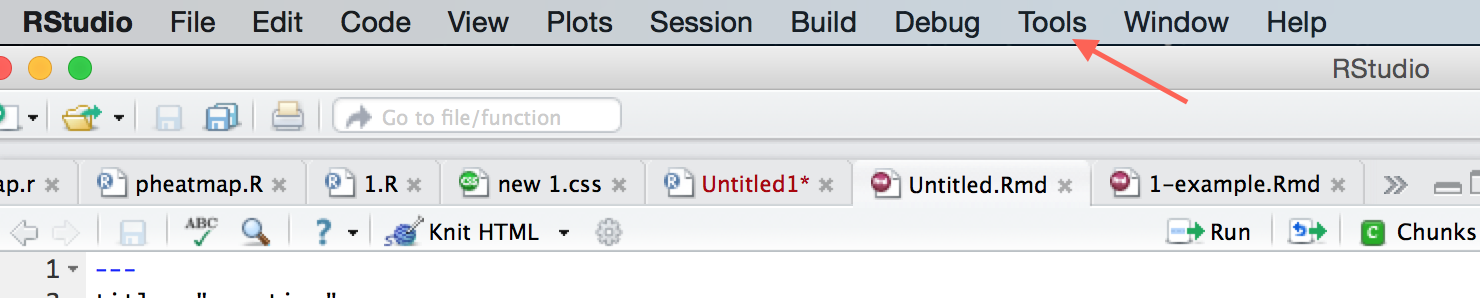 RStudio File Edit Code View Plots Session Build Debug Tools Window Help
RStudio
Go to file/function
ap.r pheatmap.R 1.R new 1.css Untitled1* Untitled.Rmd 1-example.Rmd
ABC ? Knit HTML Run C Chunks
1 ---